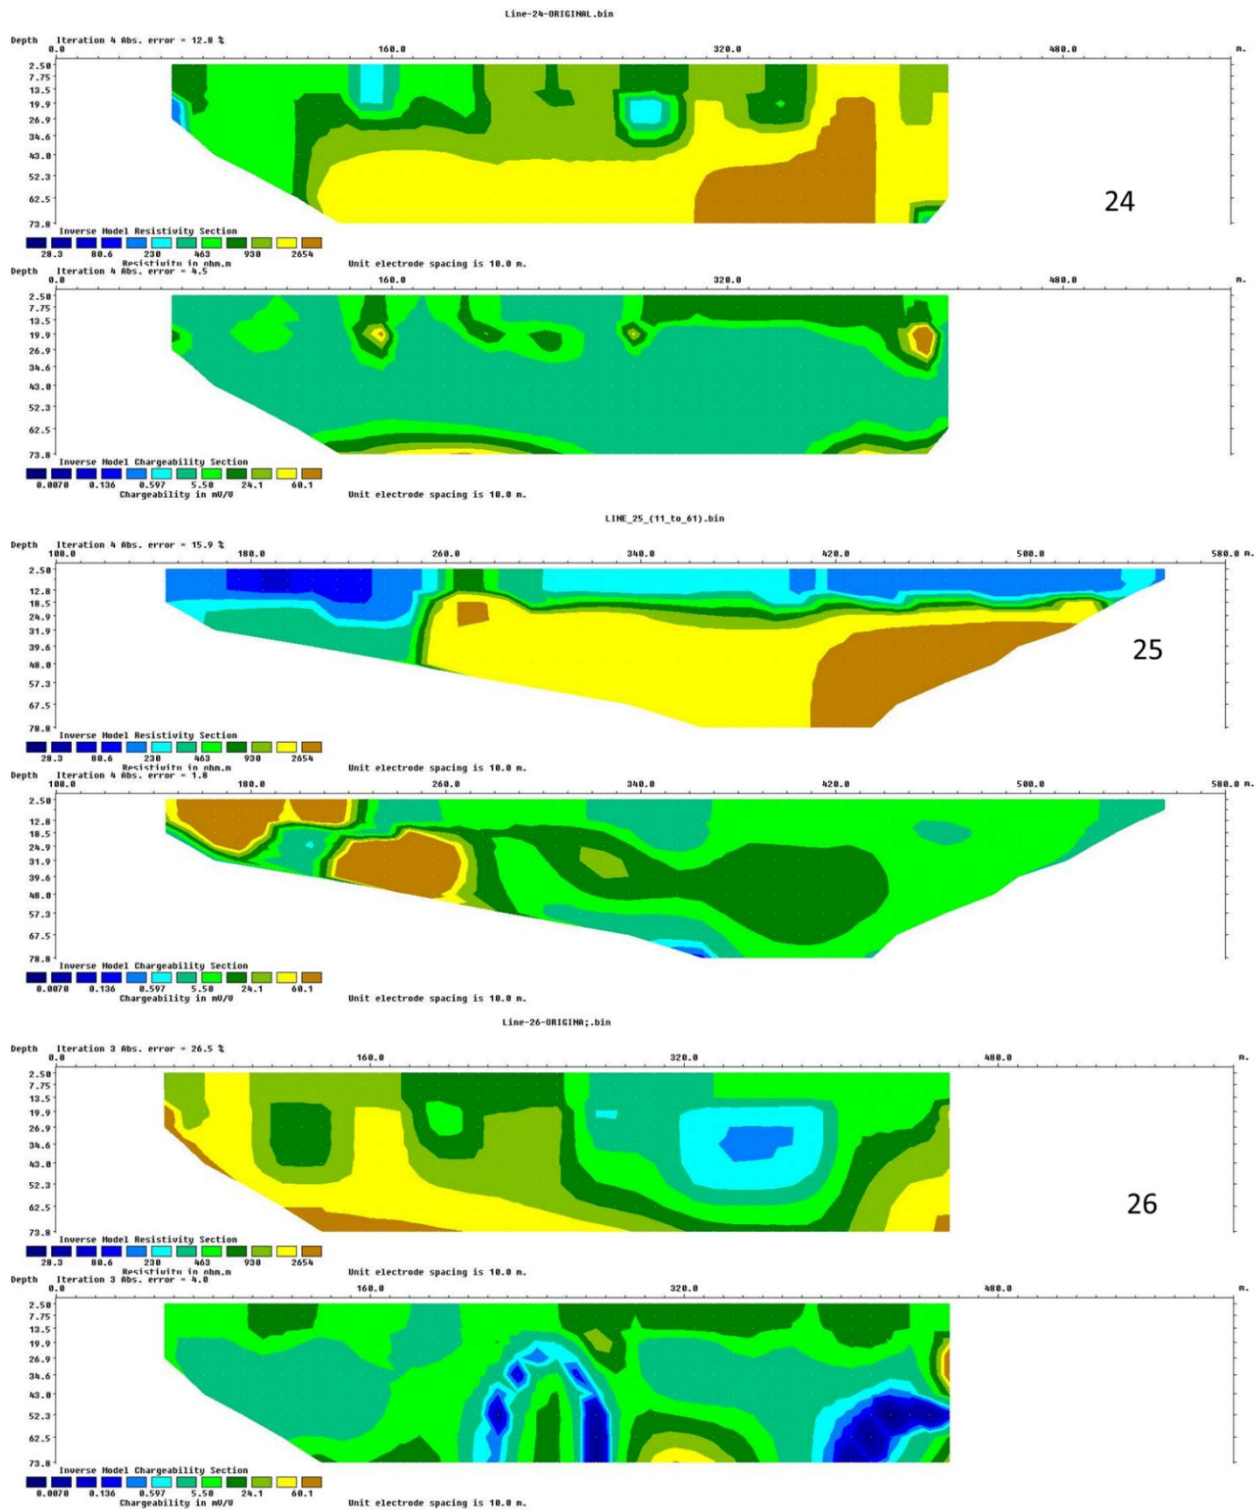 Line-24-ORIGINAL.bin
Depth Iteration 4 Abs. error = 12.8 %
0.0 160.0 320.0 480.0 m.
2.50
7.75
13.5
19.9
26.9
34.6
43.0
52.3
62.5
73.8
24
Inverse Model Resistivity Section
28.3 80.6 230 463 930 2654
Resistivity in ohm.m Unit electrode spacing is 10.0 m.
Depth Iteration 4 Abs. error = 4.5
0.0 160.0 320.0 480.0 m.
2.50
7.75
13.5
19.9
26.9
34.6
43.0
52.3
62.5
73.8
Inverse Model Chargeability Section
0.0070 0.136 0.597 5.50 24.1 60.1
Chargeability in mV/V Unit electrode spacing is 10.0 m.
LINE_25_(11_to_61).bin
Depth Iteration 4 Abs. error = 15.9 %
100.0 180.0 260.0 340.0 420.0 500.0 580.0 m.
2.50
12.8
18.5
24.9
31.9
39.6
48.0
57.3
67.5
78.8
25
Inverse Model Resistivity Section
28.3 80.6 230 463 930 2654
Resistivity in ohm.m Unit electrode spacing is 10.0 m.
Depth Iteration 4 Abs. error = 1.8
100.0 180.0 260.0 340.0 420.0 500.0 580.0 m.
2.50
12.8
18.5
24.9
31.9
39.6
48.0
57.3
67.5
78.8
Inverse Model Chargeability Section
0.0070 0.136 0.597 5.50 24.1 60.1
Chargeability in mV/V Unit electrode spacing is 10.0 m.
Line-26-ORIGINA;.bin
Depth Iteration 3 Abs. error = 26.5 %
0.0 160.0 320.0 480.0 m.
2.50
7.75
13.5
19.9
26.9
34.6
43.0
52.3
62.5
73.8
26
Inverse Model Resistivity Section
28.3 80.6 230 463 930 2654
Resistivity in ohm.m Unit electrode spacing is 10.0 m.
Depth Iteration 3 Abs. error = 4.0
0.0 160.0 320.0 480.0 m.
2.50
7.75
13.5
19.9
26.9
34.6
43.0
52.3
62.5
73.8
Inverse Model Chargeability Section
0.0070 0.136 0.597 5.50 24.1 60.1
Chargeability in mV/V Unit electrode spacing is 10.0 m.